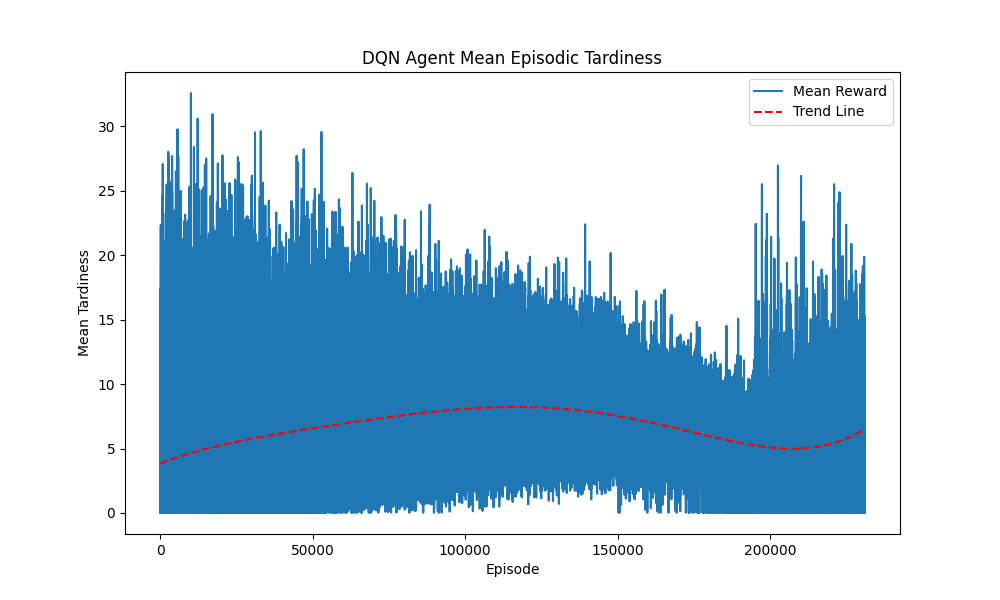 DQN Agent Mean Episodic Tardiness
Mean Reward
Trend Line
Mean Tardiness
30
25
20
15
10
5
0
0 50000 100000 150000 200000
Episode